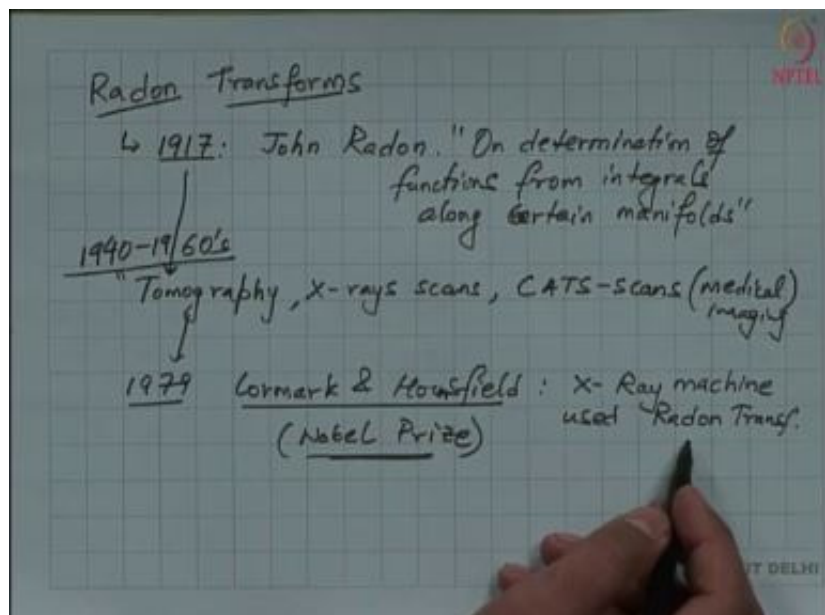 Radon Transforms
↳ 1917: John Radon. "On determination of
functions from integrals
along certain manifolds"
1940-1960's
"Tomography, X-rays scans, CATS-scans (medical
imaging)
1979 Cormark & Hounsfield : X-Ray machine
(Nobel Prize) used Radon Transf.
NPTEL
IT DELHI